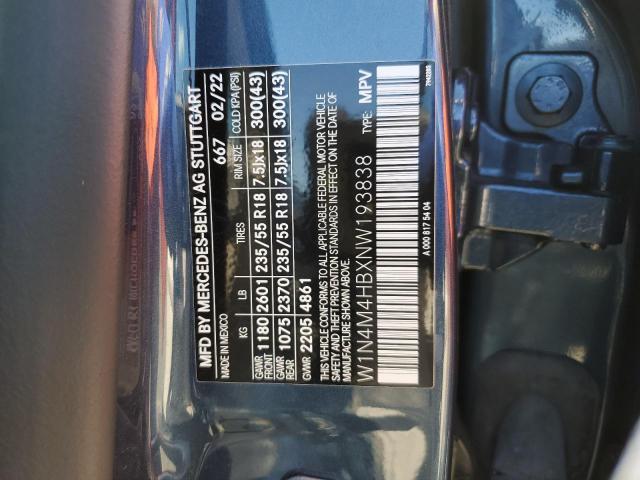 MFD BY MERCEDES-BENZ AG STUTTGART
MADE IN MEXICO 667 02/22
KG LB TIRES RIM SIZE COLD KPA (PSI)
GAWR FRONT 1180 2601 235/55 R18 7.5Jx18 300(43)
GAWR REAR 1075 2370 235/55 R18 7.5Jx18 300(43)
GVWR 2205 4861
THIS VEHICLE CONFORMS TO ALL APPLICABLE FEDERAL MOTOR VEHICLE
SAFETY AND THEFT PREVENTION STANDARDS IN EFFECT ON THE DATE OF
MANUFACTURE SHOWN ABOVE.
W1N4M4HBXNW193838 TYPE: MPV
A 000 817 54 04